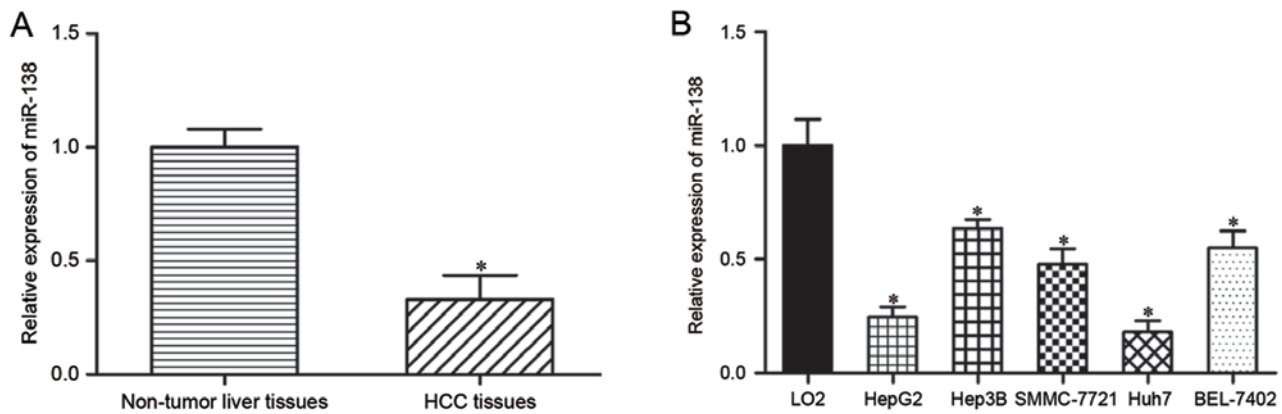 A
Relative expression of miR-138
1.5
1.0
0.5
0.0
*
Non-tumor liver tissues
HCC tissues
B
Relative expression of miR-138
1.5
1.0
0.5
0.0
*
*
*
*
*
LO2
HepG2
Hep3B
SMMC-7721
Huh7
BEL-7402